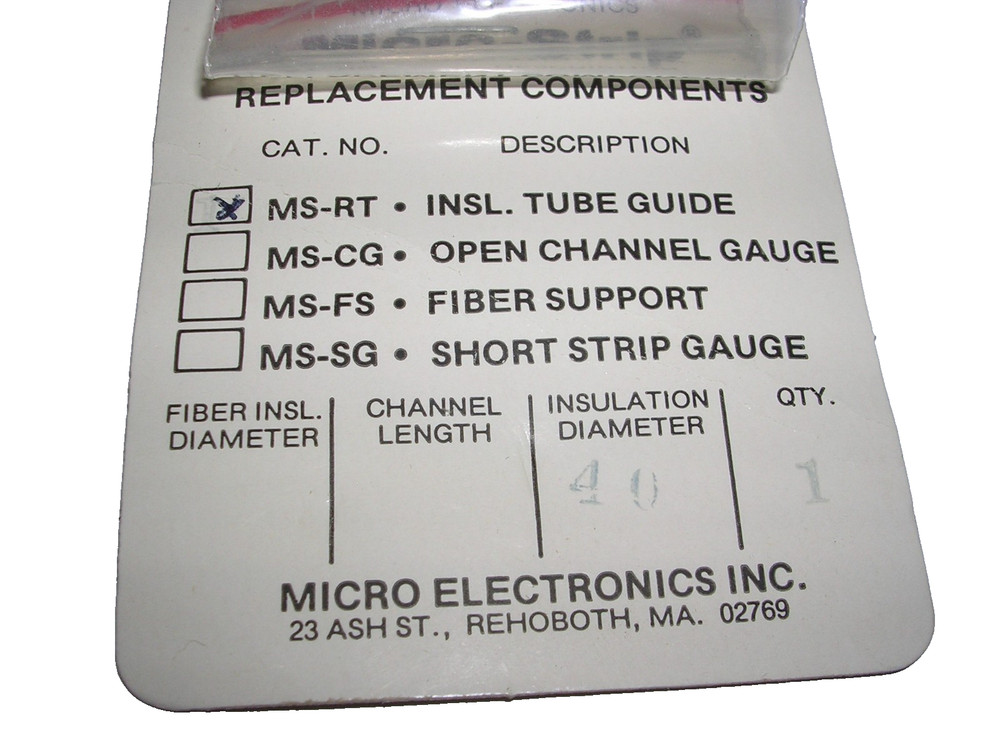 Micro-Strip®
REPLACEMENT COMPONENTS
CAT. NO. DESCRIPTION
x MS-RT • INSL. TUBE GUIDE
MS-CG • OPEN CHANNEL GAUGE
MS-FS • FIBER SUPPORT
MS-SG • SHORT STRIP GAUGE
FIBER INSL. DIAMETER
CHANNEL LENGTH
INSULATION DIAMETER
QTY.
40 1
MICRO ELECTRONICS INC.
23 ASH ST., REHOBOTH, MA. 02769